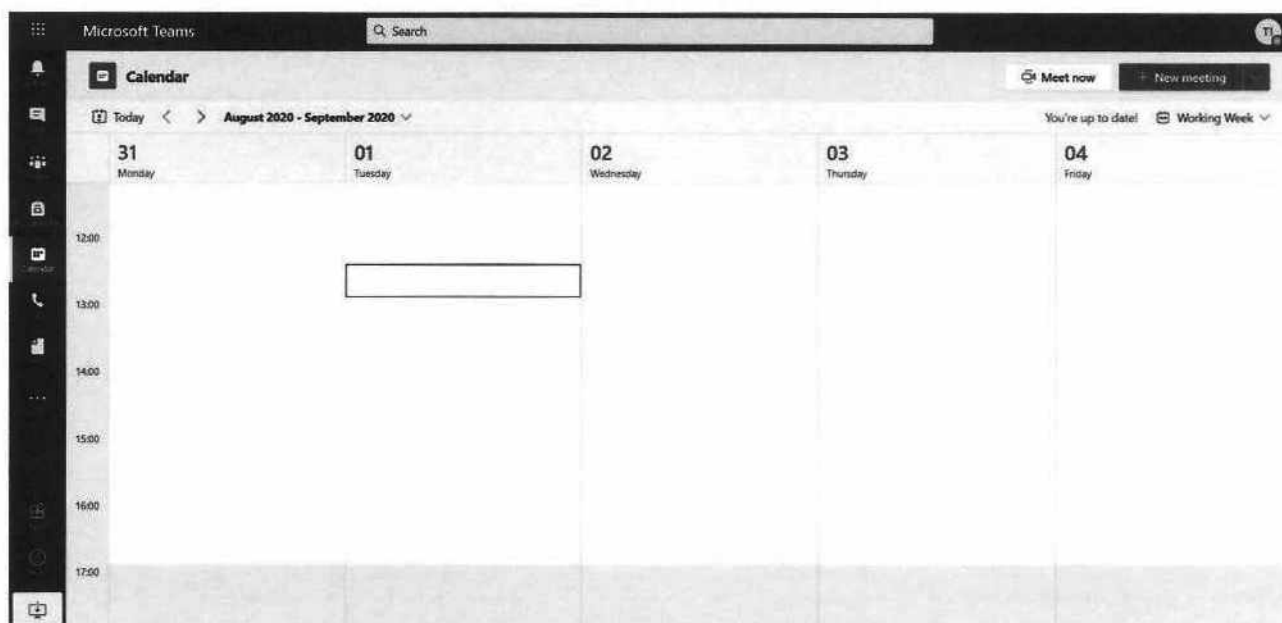 Microsoft Teams
Search
TJ
Calendar
Meet now
+ New meeting
Today
August 2020 - September 2020
You're up to date!
Working Week
31
Monday
01
Tuesday
02
Wednesday
03
Thursday
04
Friday
12:00
Calendar
13:00
14:00
15:00
16:00
17:00